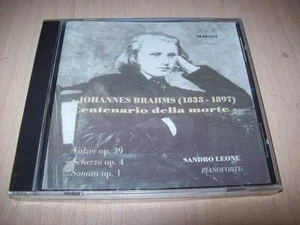 JOHANNES BRAHMS (1833 - 1897)
Centenario della morte
Valzer op. 39
Scherzo op. 4
Sonata op. 1
SANDRO LEONE
PIANOFORTE